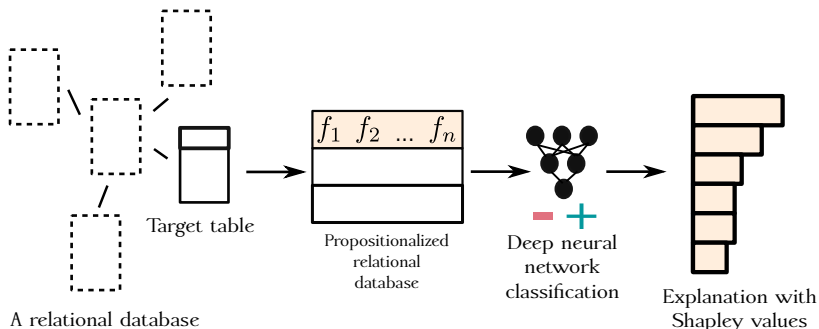 f₁ f₂ ... fₙ
Target table
Propositionalized
relational
database
Deep neural
network
classification
A relational database
Explanation with
Shapley values